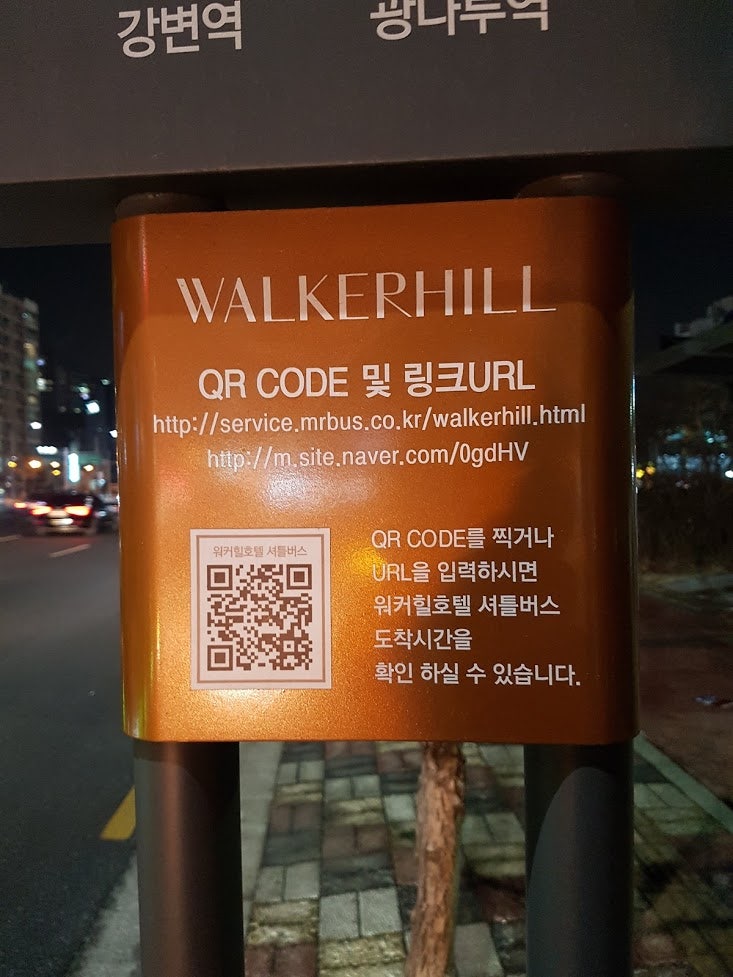 강변역 광나루역
WALKERHILL
QR CODE 및 링크URL
http://service.mrbus.co.kr/walkerhill.html
http://m.site.naver.com/0gdHV
워커힐호텔 셔틀버스
QR CODE를 찍거나
URL을 입력하시면
워커힐호텔 셔틀버스
도착시간을
확인 하실 수 있습니다.